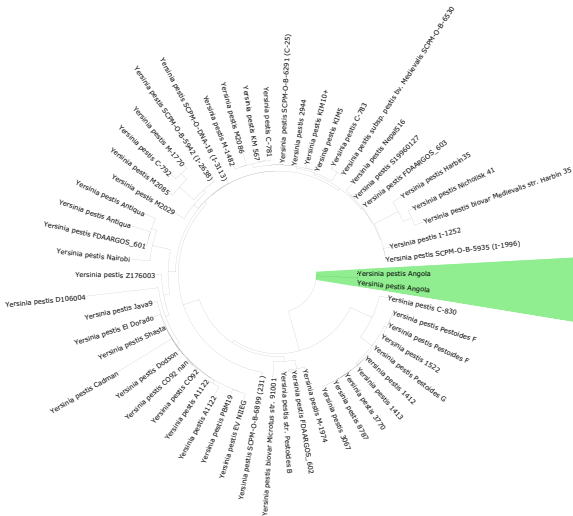 Yersinia pestis Angola
Yersinia pestis Angola
Yersinia pestis C-830
Yersinia pestis Pestoides F
Yersinia pestis Pestoides F
Yersinia pestis 1522
Yersinia pestis Pestoides G
Yersinia pestis 1412
Yersinia pestis 1413
Yersinia pestis 3770
Yersinia pestis 8787
Yersinia pestis 3067
Yersinia pestis M-1974
Yersinia pestis FDAARGOS_602
Yersinia pestis str. Pestoides B
Yersinia pestis biovar Microtus str. 91001
Yersinia pestis SCPM-O-B-6899 (231)
Yersinia pestis EV NIIEG
Yersinia pestis PBM19
Yersinia pestis A1122
Yersinia pestis A1122
Yersinia pestis CO92
Yersinia pestis CO92 nan
Yersinia pestis Dodson
Yersinia pestis Cadman
Yersinia pestis Shasta
Yersinia pestis El Dorado
Yersinia pestis Java9
Yersinia pestis D106004
Yersinia pestis Z176003
Yersinia pestis Nairobi
Yersinia pestis FDAARGOS_601
Yersinia pestis Antiqua
Yersinia pestis Antiqua
Yersinia pestis M2029
Yersinia pestis M2085
Yersinia pestis C-792
Yersinia pestis M-1770
Yersinia pestis SCPM-O-B-5942 (I-2638)
Yersinia pestis SCPM-O-DNA-18 (I-3113)
Yersinia pestis M-1482
Yersinia pestis M2086
Yersinia pestis KM 567
Yersinia pestis C-781
Yersinia pestis SCPM-O-B-6291 (C-25)
Yersinia pestis 2944
Yersinia pestis KIM10+
Yersinia pestis KIM5
Yersinia pestis C-783
Yersinia pestis subsp. pestis bv. Medievalis SCPM-O-B-6530
Yersinia pestis Nepal516
Yersinia pestis S19960127
Yersinia pestis FDAARGOS_603
Yersinia pestis Harbin35
Yersinia pestis Nicholisk 41
Yersinia pestis biovar Medievalis str. Harbin 35
Yersinia pestis I-1252
Yersinia pestis SCPM-O-B-5935 (I-1996)